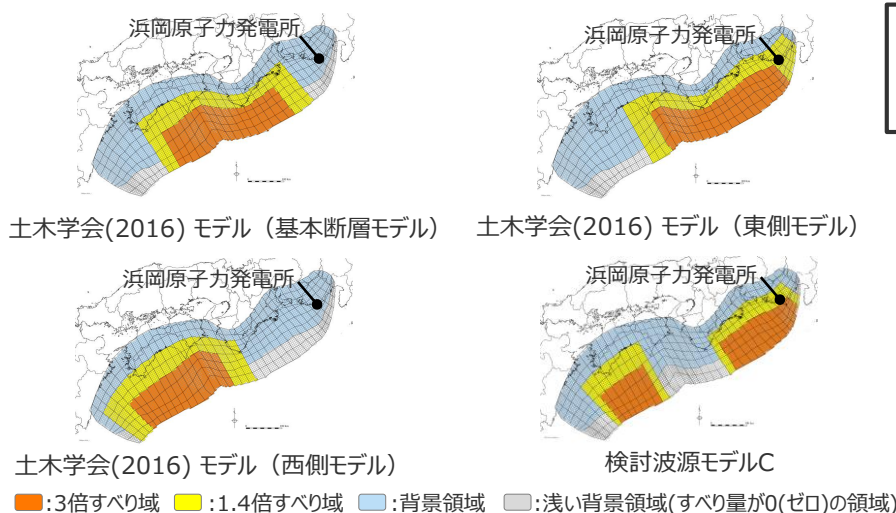 浜岡原子力発電所
浜岡原子力発電所
土木学会(2016) モデル（基本断層モデル）
土木学会(2016) モデル（東側モデル）
浜岡原子力発電所
浜岡原子力発電所
土木学会(2016) モデル（西側モデル）
検討波源モデルC
:3倍すべり域 :1.4倍すべり域 :背景領域 :浅い背景領域(すべり量が0(ゼロ)の領域)